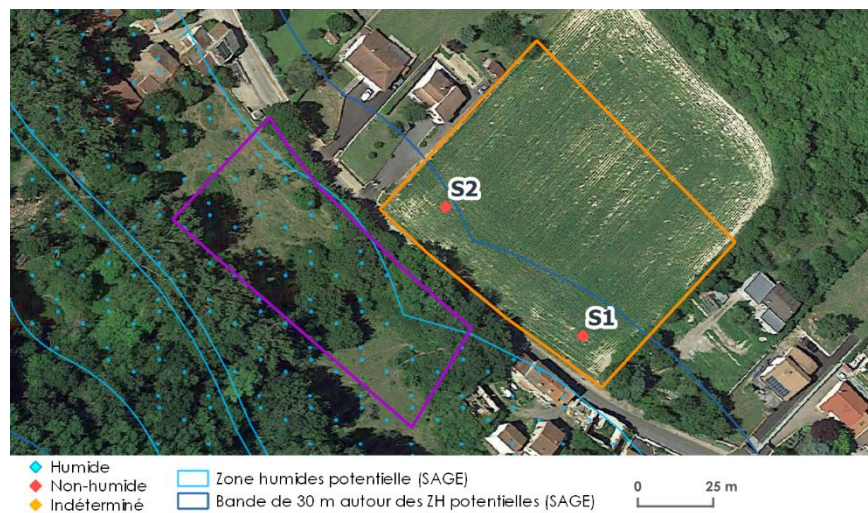 S2
S1
Humide
Non-humide
Indéterminé
Zone humides potentielle (SAGE)
Bande de 30 m autour des ZH potentielles (SAGE)
0 25 m